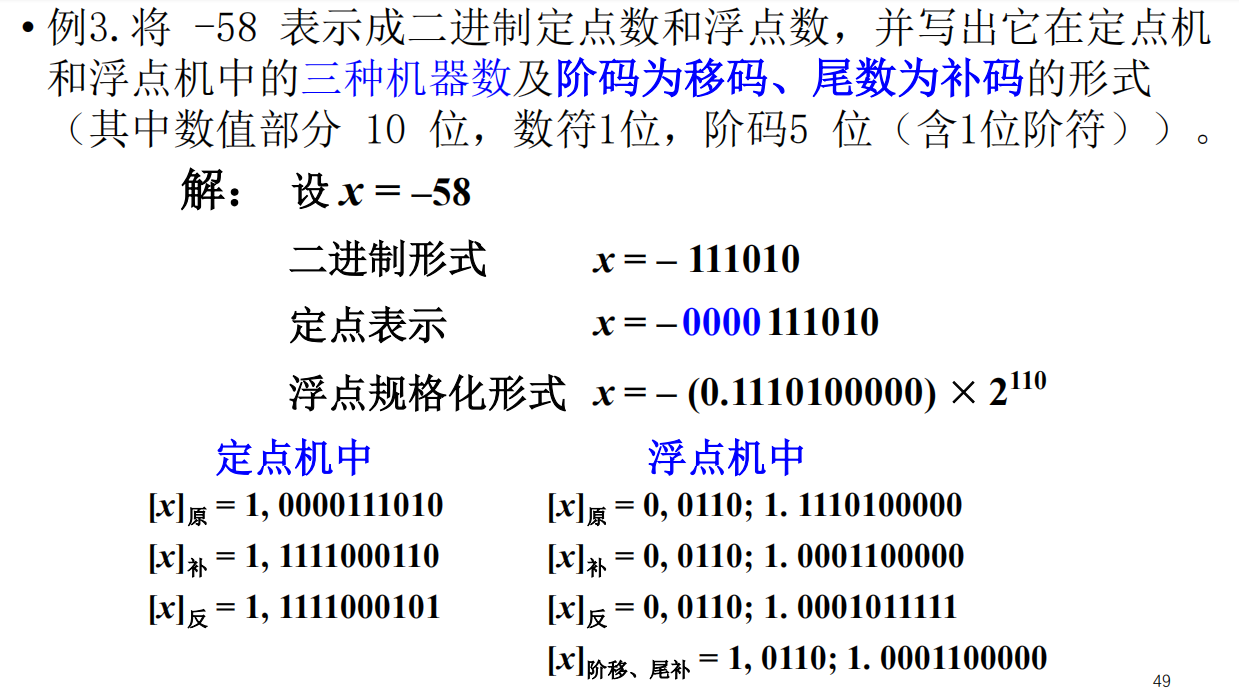 • 例3.将 -58 表示成二进制定点数和浮点数，并写出它在定点机
和浮点机中的三种机器数及阶码为移码、尾数为补码的形式
（其中数值部分 10 位，数符1位，阶码5 位（含1位阶符））。
解： 设 x = –58
二进制形式 x = – 111010
定点表示 x = –0000 111010
浮点规格化形式 x = – (0.1110100000) × 2^110
定点机中 浮点机中
[x]原 = 1, 0000111010 [x]原 = 0, 0110; 1. 1110100000
[x]补 = 1, 1111000110 [x]补 = 0, 0110; 1. 0001100000
[x]反 = 1, 1111000101 [x]反 = 0, 0110; 1. 0001011111
[x]阶移、尾补 = 1, 0110; 1. 0001100000
49